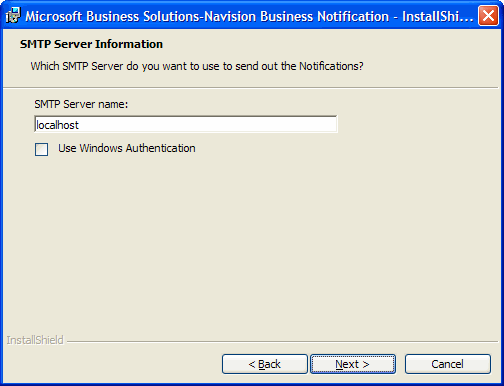 Microsoft Business Solutions-Navision Business Notification - InstallShi...
SMTP Server Information
Which SMTP Server do you want to use to send out the Notifications?
SMTP Server name:
localhost
Use Windows Authentication
InstallShield
< Back
Next >
Cancel